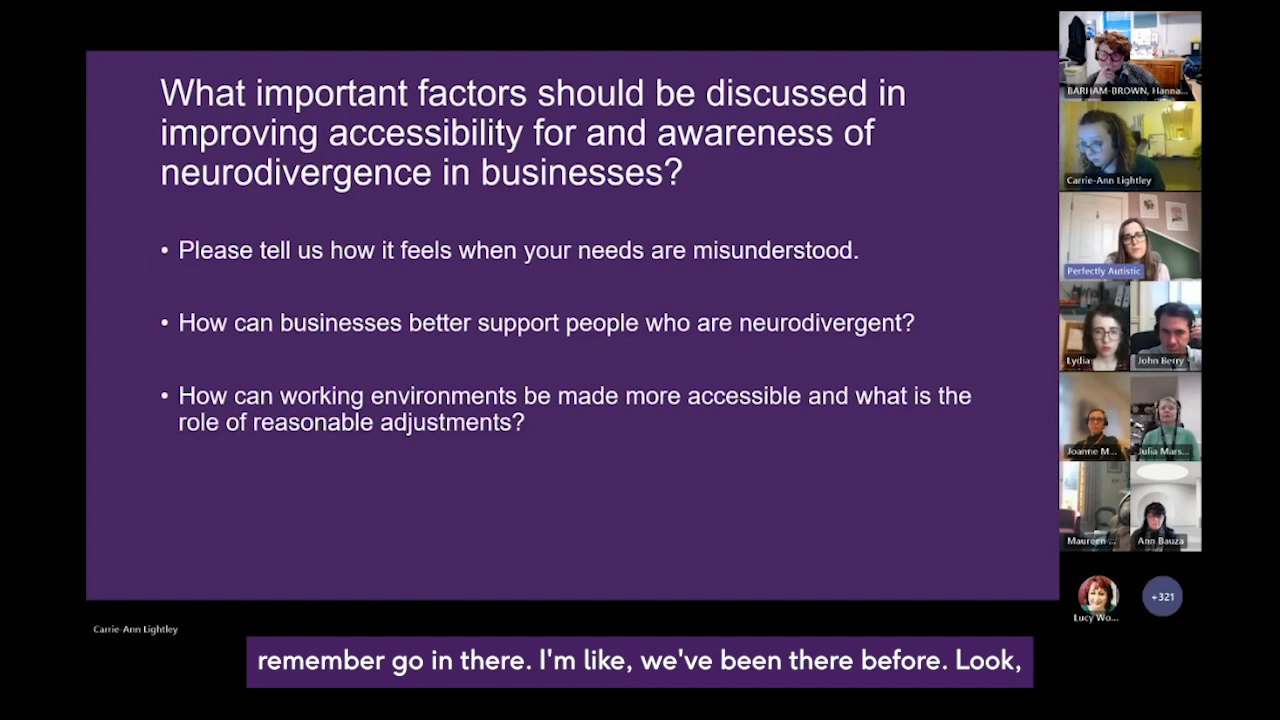 What important factors should be discussed in
improving accessibility for and awareness of
neurodivergence in businesses?
• Please tell us how it feels when your needs are misunderstood.
• How can businesses better support people who are neurodivergent?
• How can working environments be made more accessible and what is the
role of reasonable adjustments?
BARHAM-BROWN, Hanna...
Carrie-Ann Lightley
Perfectly Autistic
Lydia
John Berry
Joanne M...
Julia Mars...
Maureen ...
Ann Bauza
Lucy Wo...
+321
Carrie-Ann Lightley
remember go in there. I'm like, we've been there before. Look,